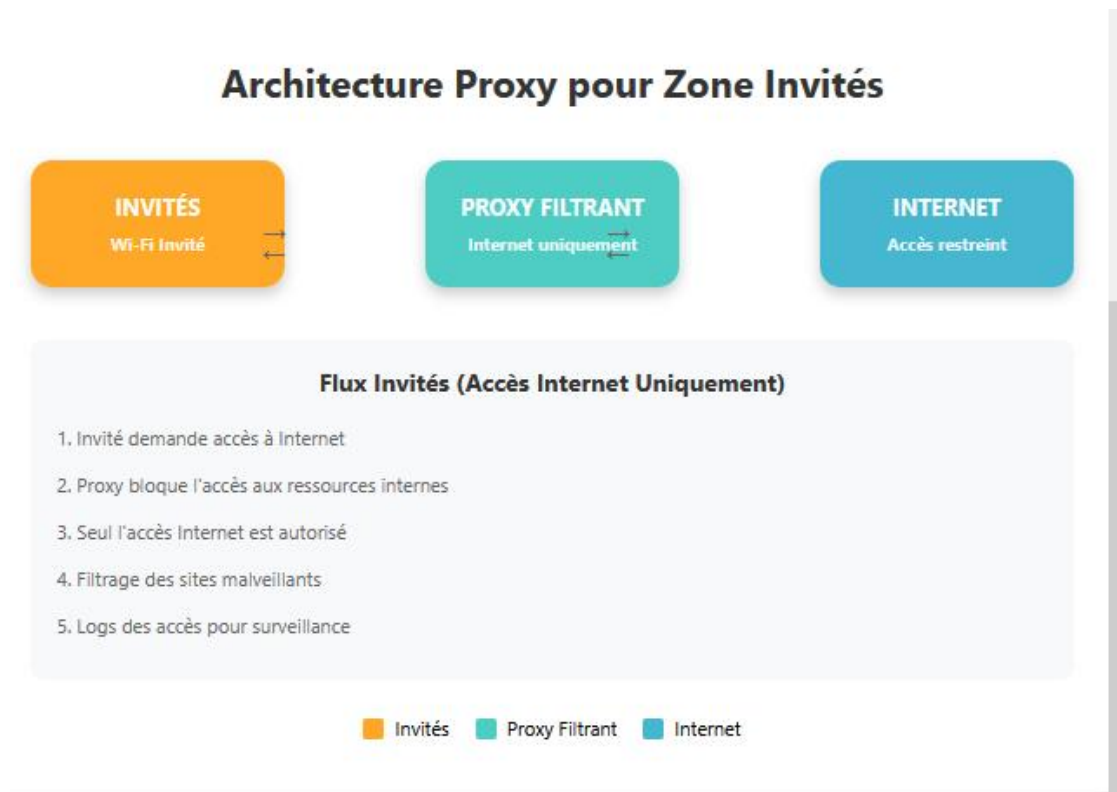 Architecture Proxy pour Zone Invités
INVITÉS
Wi-Fi Invité
→
←
PROXY FILTRANT
Internet uniquement
→
←
INTERNET
Accès restreint
Flux Invités (Accès Internet Uniquement)
1. Invité demande accès à Internet
2. Proxy bloque l'accès aux ressources internes
3. Seul l'accès Internet est autorisé
4. Filtrage des sites malveillants
5. Logs des accès pour surveillance
Invités
Proxy Filtrant
Internet